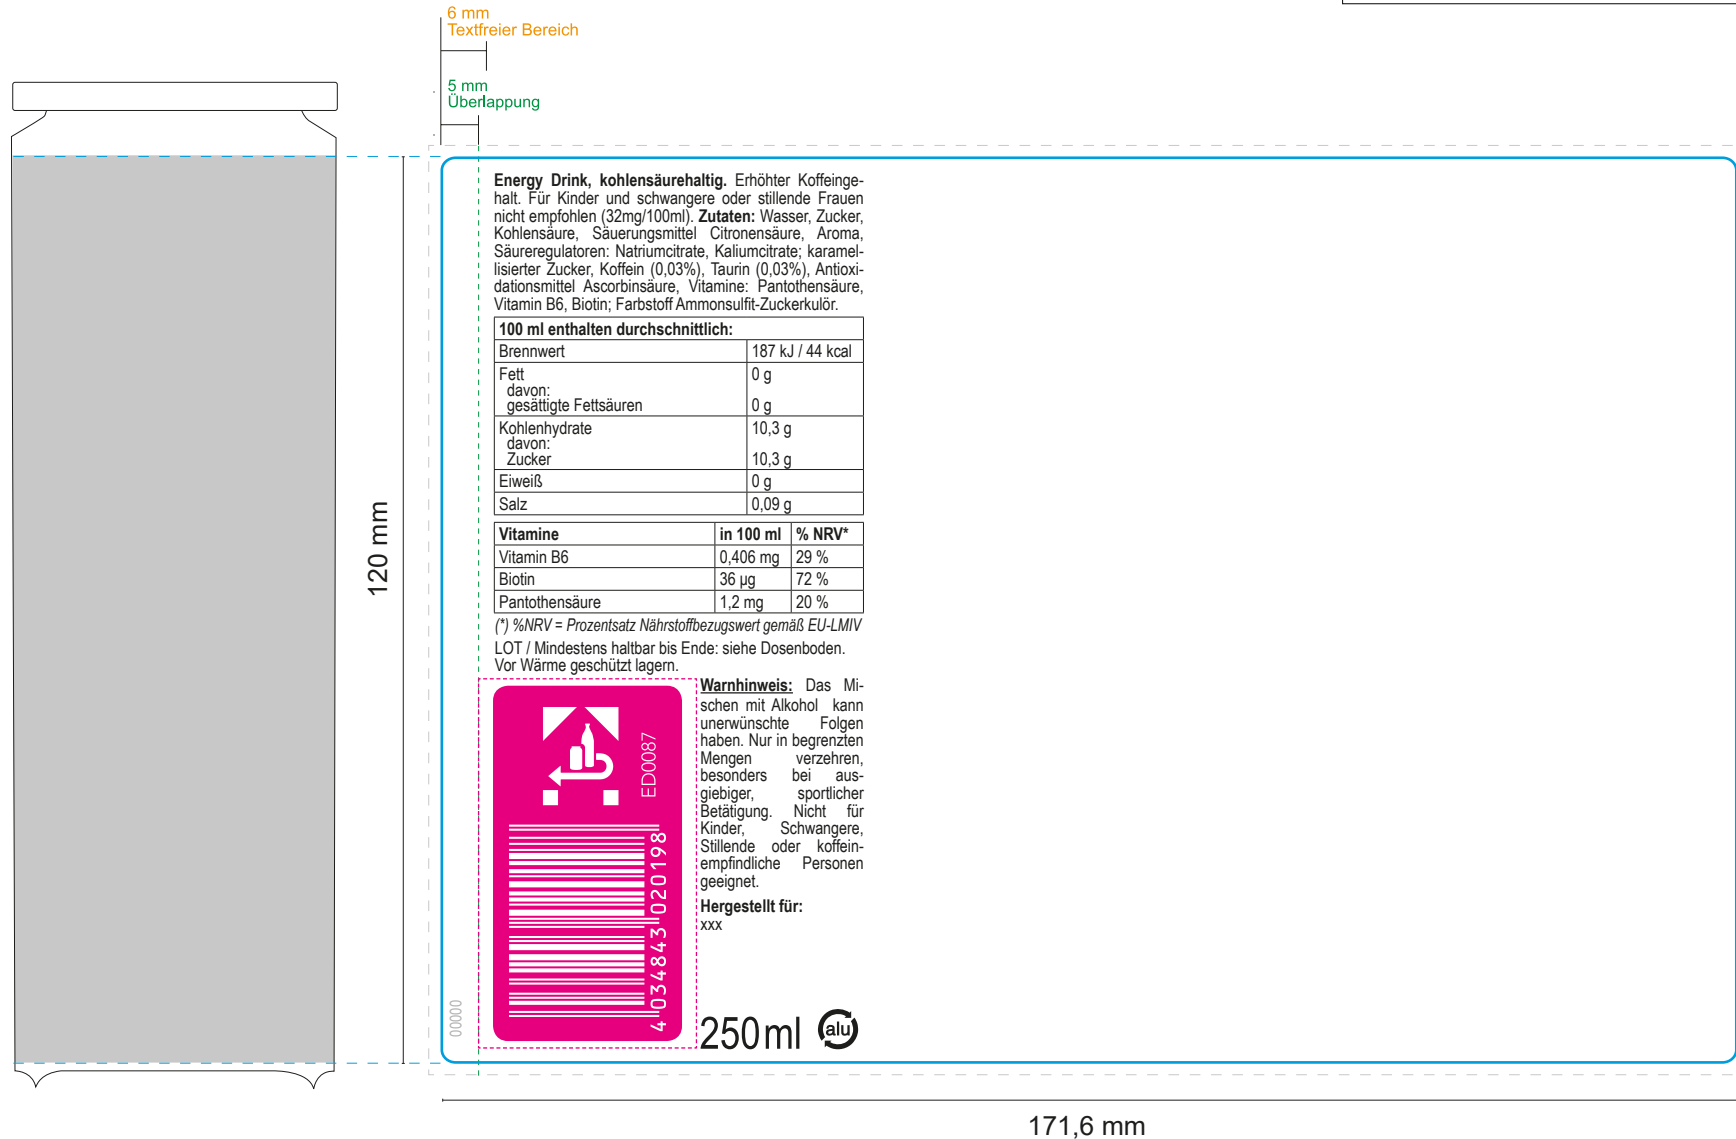 6 mm
Textfreier Bereich
5 mm
Überlappung
Energy Drink, kohlensäurehaltig. Erhöhter Koffeinge-
halt. Für Kinder und schwangere oder stillende Frauen
nicht empfohlen (32mg/100ml). Zutaten: Wasser, Zucker,
Kohlensäure, Säuerungsmittel Citronensäure, Aroma,
Säureregulatoren: Natriumcitrate, Kaliumcitrate; karamel-
lisierter Zucker, Koffein (0,03%), Taurin (0,03%), Antioxi-
dationsmittel Ascorbinsäure, Vitamine: Pantothensäure,
Vitamin B6, Biotin; Farbstoff Ammonsulfit-Zuckerkulör.
100 ml enthalten durchschnittlich:
Brennwert 187 kJ / 44 kcal
Fett 0 g
davon:
gesättigte Fettsäuren 0 g
Kohlenhydrate 10,3 g
davon:
Zucker 10,3 g
Eiweiß 0 g
Salz 0,09 g
Vitamine in 100 ml % NRV*
Vitamin B6 0,406 mg 29 %
Biotin 36 µg 72 %
Pantothensäure 1,2 mg 20 %
(*) %NRV = Prozentsatz Nährstoffbezugswert gemäß EU-LMIV
LOT / Mindestens haltbar bis Ende: siehe Dosenboden.
Vor Wärme geschützt lagern.
Warnhinweis: Das Mi-
schen mit Alkohol kann
unerwünschte Folgen
haben. Nur in begrenzten
Mengen verzehren,
besonders bei aus-
giebiger, sportlicher
Betätigung. Nicht für
Kinder, Schwangere,
Stillende oder koffein-
empfindliche Personen
geeignet.
Hergestellt für:
xxx
ED0087
4 034843 020198
00000
250 ml
alu
120 mm
171,6 mm